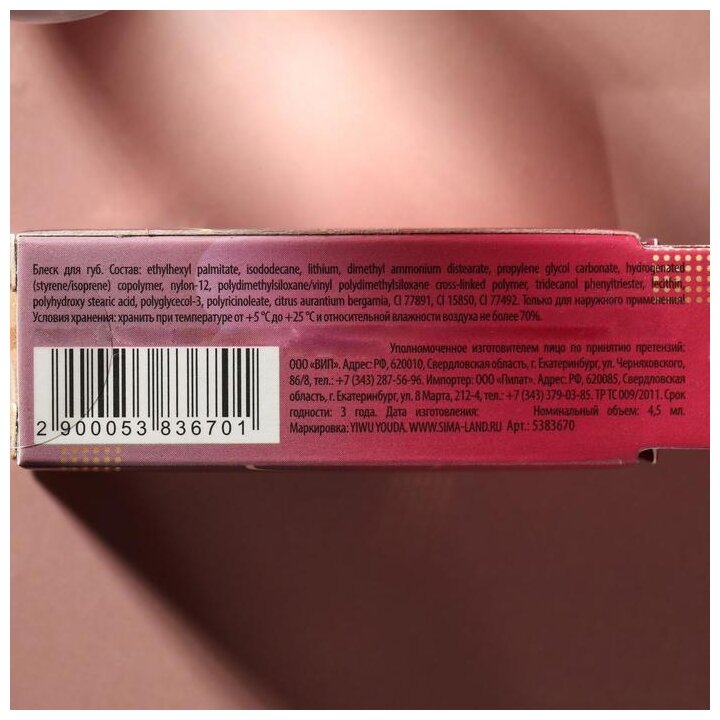 Блеск для губ. Состав: ethylhexyl palmitate, isododecane, lithium, dimethyl ammonium distearate, propylene glycol carbonate, hydrogenated
(styrene/isoprene) copolymer, nylon-12, polydimethylsiloxane/vinyl polydimethylsiloxane cross-linked polymer, tridecanol phenyltriester, lecithin,
polyhydroxy stearic acid, polyglycecol-3, polyricinoleate, citrus aurantium bergamia, CI 77891, CI 15850, CI 77492. Только для наружного применения!
Условия хранения: хранить при температуре от +5 °С до +25 °С и относительной влажности воздуха не более 70%.
Уполномоченное изготовителем лицо по принятию претензий:
ООО «ВИП». Адрес: РФ, 620010, Свердловская область, г. Екатеринбург, ул. Черняховского,
86/8, тел.: +7 (343) 287-56-96. Импортер: ООО «Пилат». Адрес: РФ, 620085, Свердловская
область, г. Екатеринбург, ул. 8 Марта, 212-4, тел.: +7 (343) 379-03-85. ТР ТС 009/2011. Срок
годности: 3 года. Дата изготовления: Номинальный объем: 4,5 мл.
Маркировка: YIWU YOUDA. WWW.SIMA-LAND.RU Арт.: 5383670
2 900053 836701